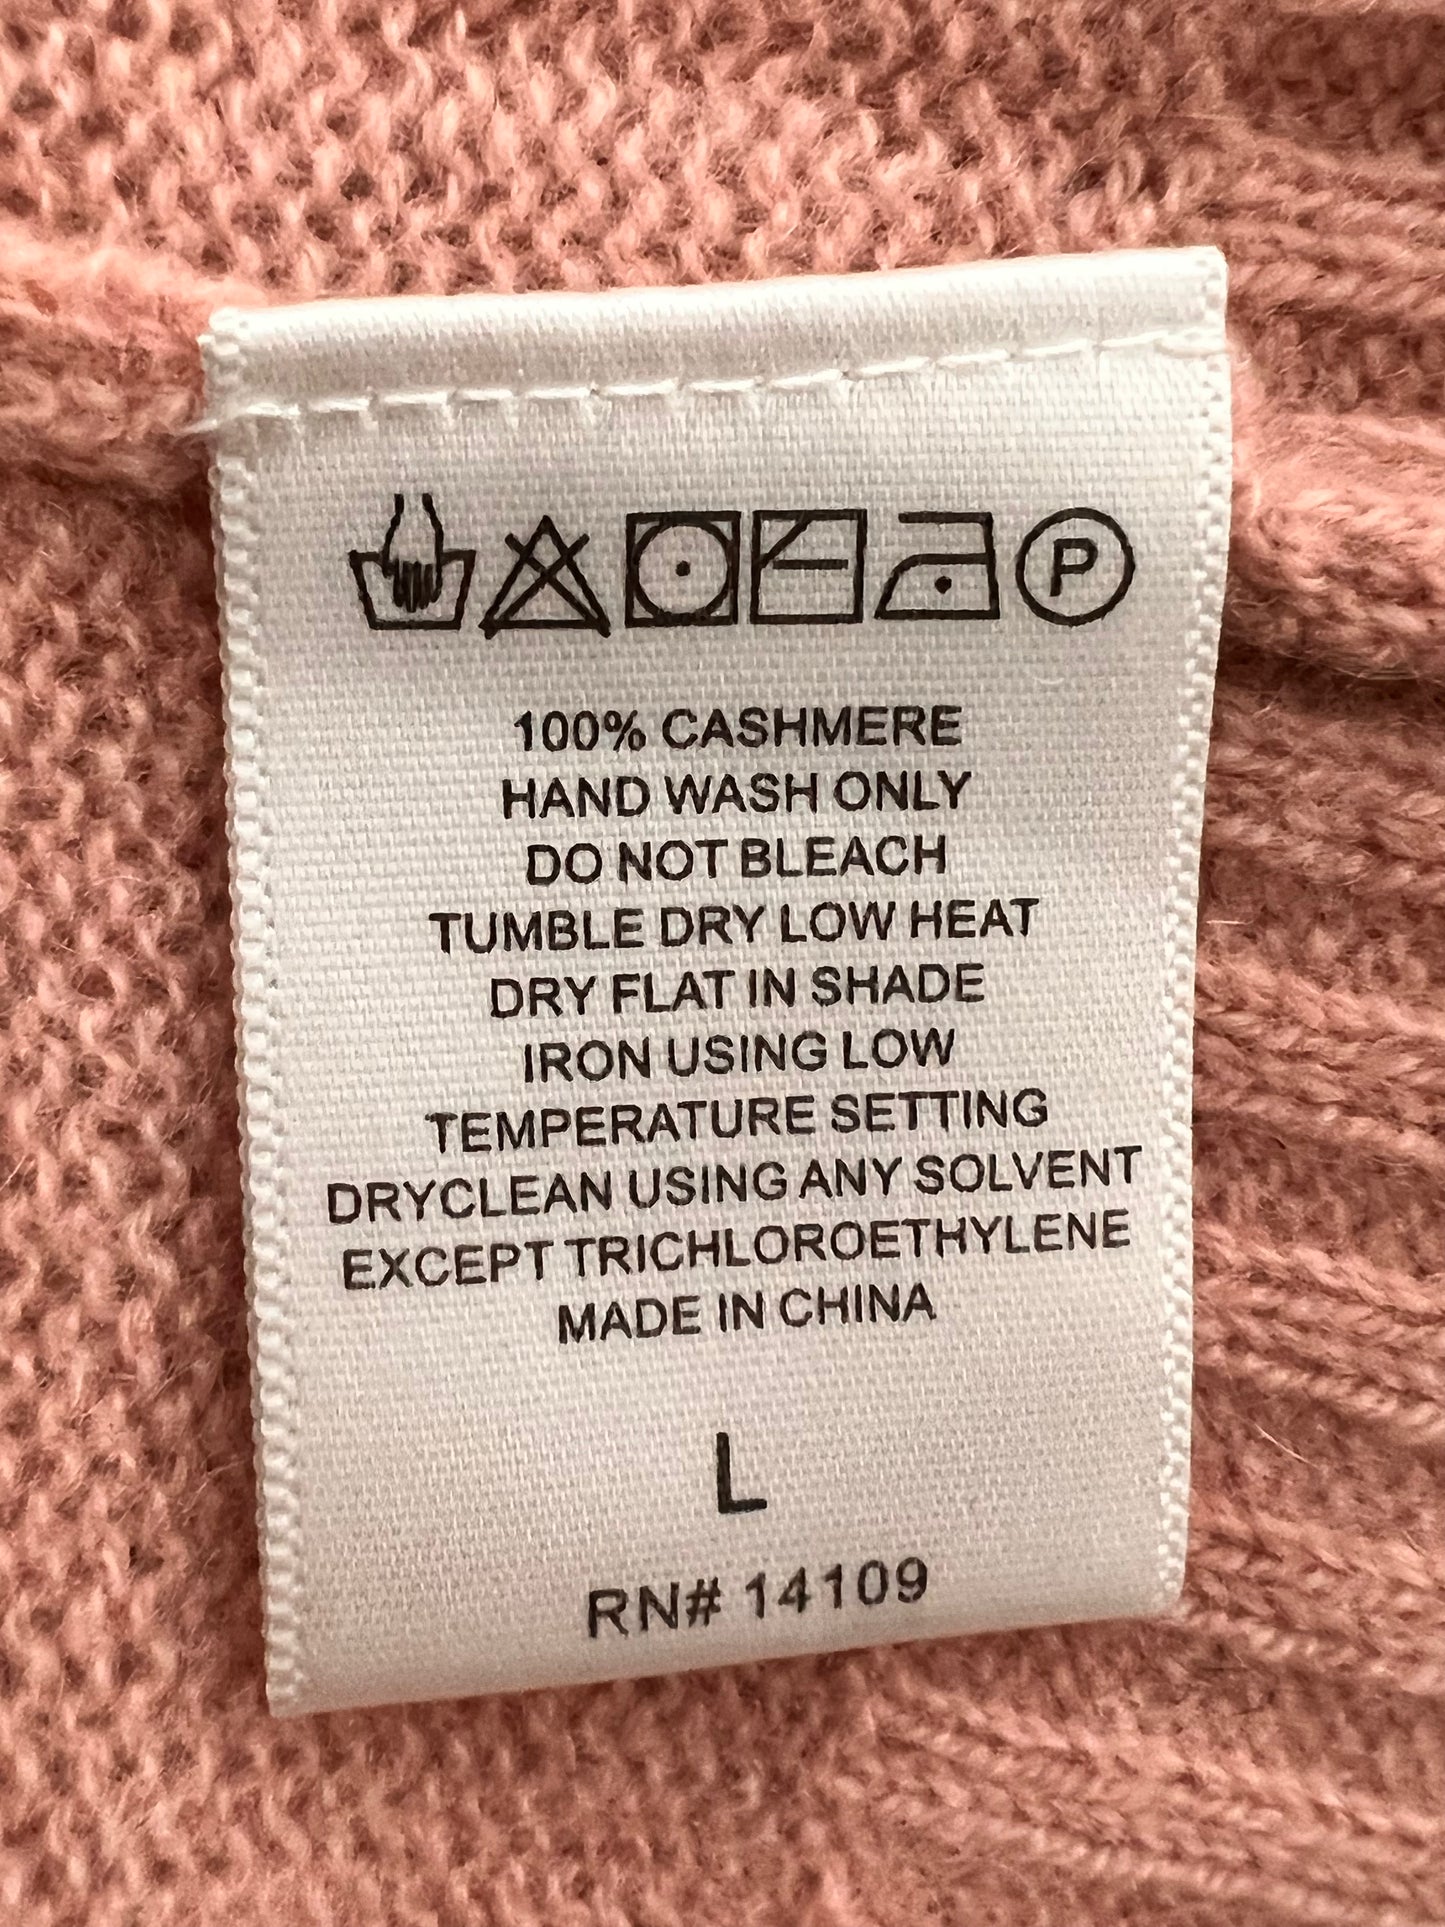 P
100% CASHMERE
HAND WASH ONLY
DO NOT BLEACH
TUMBLE DRY LOW HEAT
DRY FLAT IN SHADE
IRON USING LOW
TEMPERATURE SETTING
DRYCLEAN USING ANY SOLVENT
EXCEPT TRICHLOROETHYLENE
MADE IN CHINA
L
RN# 14109